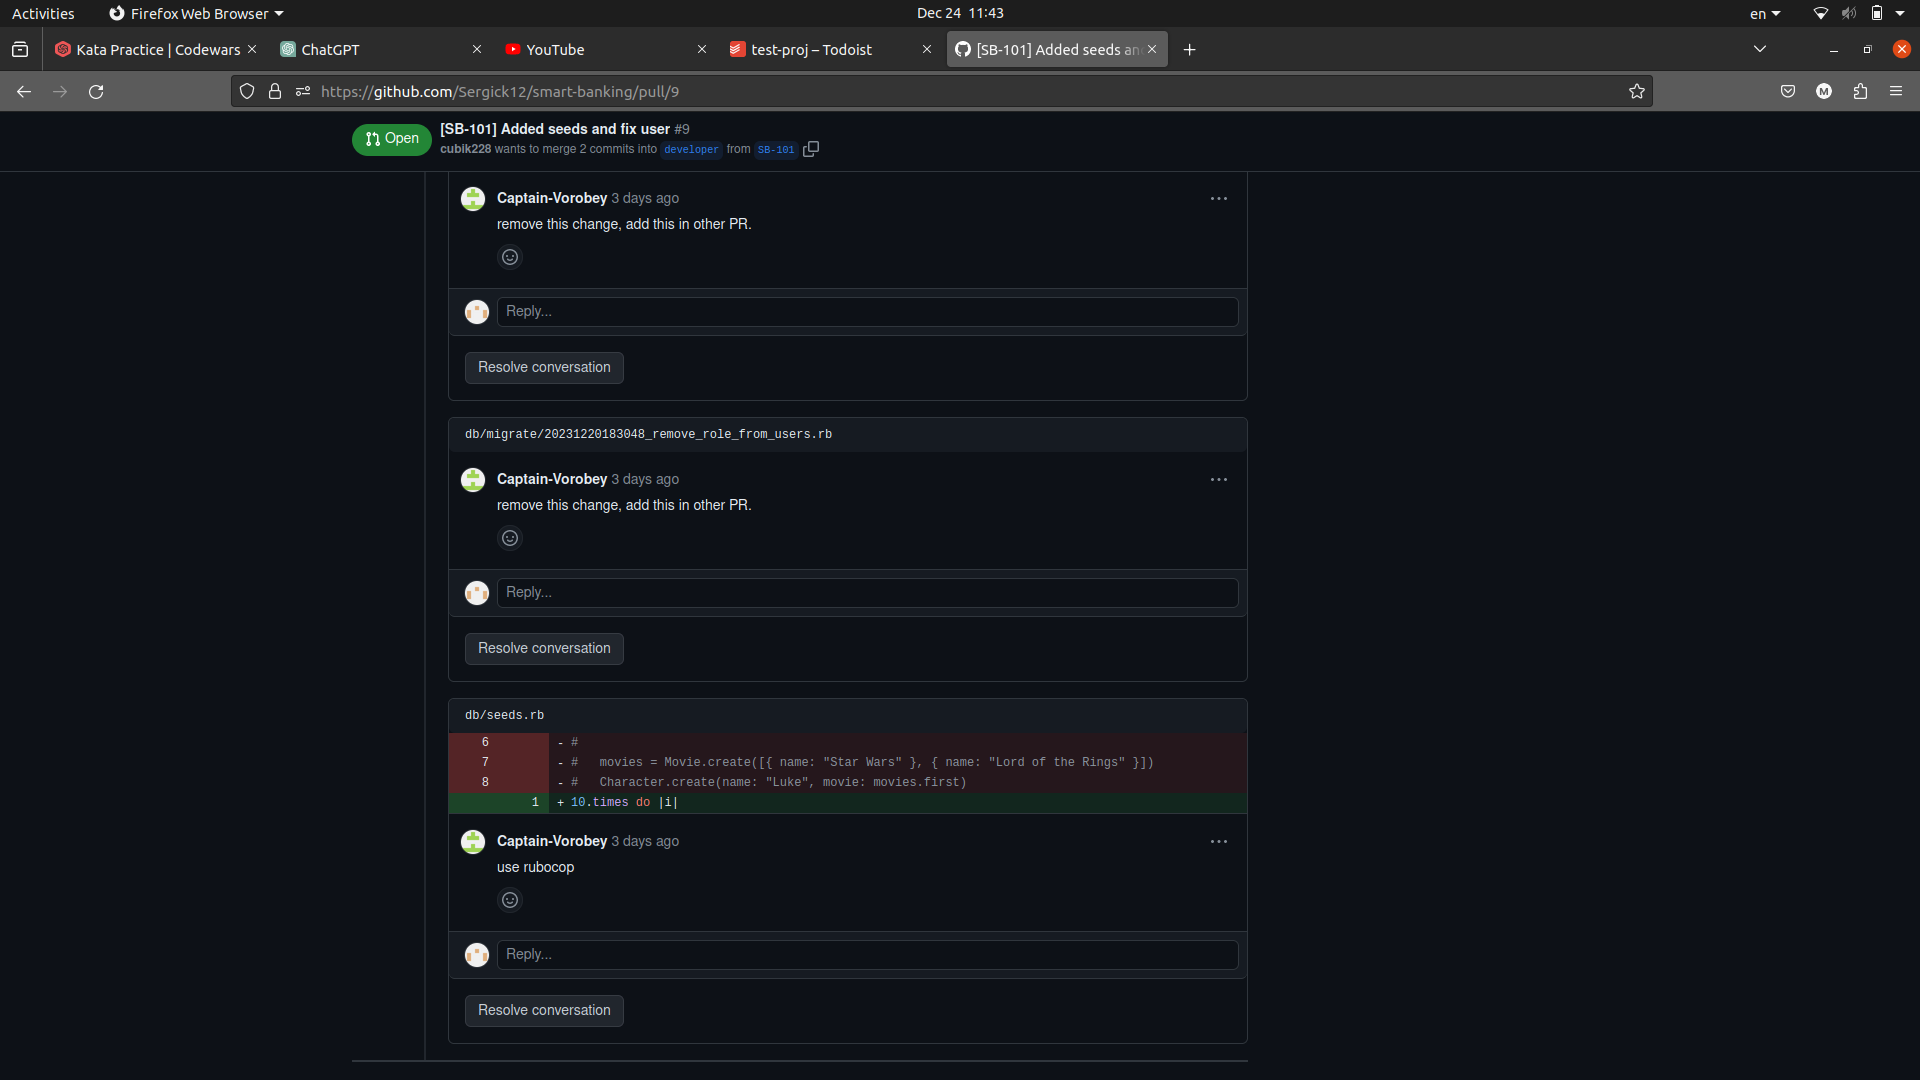 Activities
Firefox Web Browser
Dec 24 11:43
en
Kata Practice | Codewars
ChatGPT
YouTube
test-proj – Todoist
[SB-101] Added seeds an
https://github.com/Sergick12/smart-banking/pull/9
M
Open
[SB-101] Added seeds and fix user #9
cubik228 wants to merge 2 commits into developer from SB-101
Captain-Vorobey 3 days ago
remove this change, add this in other PR.
Reply...
Resolve conversation
db/migrate/20231220183048_remove_role_from_users.rb
Captain-Vorobey 3 days ago
remove this change, add this in other PR.
Reply...
Resolve conversation
db/seeds.rb
6 - #
7 - #   movies = Movie.create([{ name: "Star Wars" }, { name: "Lord of the Rings" }])
8 - #   Character.create(name: "Luke", movie: movies.first)
1 + 10.times do |i|
Captain-Vorobey 3 days ago
use rubocop
Reply...
Resolve conversation